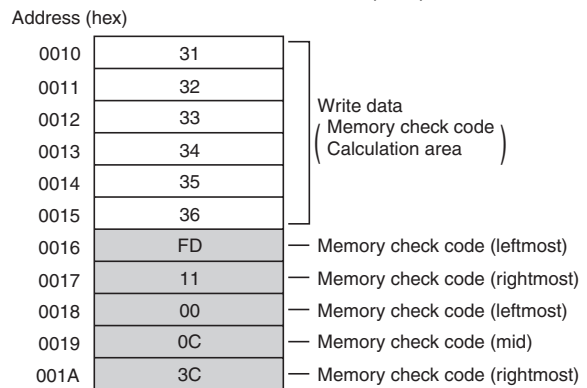 Address (hex)
0010 31
0011 32
0012 33
0013 34
0014 35
0015 36
Write data
( Memory check code
Calculation area )
0016 FD Memory check code (leftmost)
0017 11 Memory check code (rightmost)
0018 00 Memory check code (leftmost)
0019 0C Memory check code (mid)
001A 3C Memory check code (rightmost)